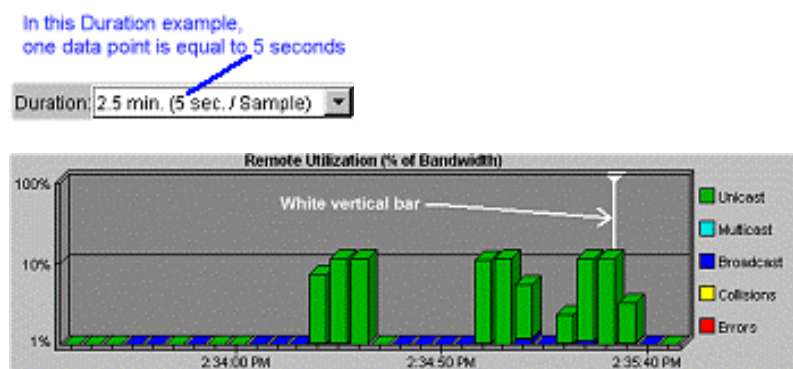 In this Duration example,
one data point is equal to 5 seconds
Duration: 2.5 min. (5 sec. / Sample)
Remote Utilization (% of Bandwidth)
100%
White vertical bar
10%
1%
2:34:00 PM
2:34:50 PM
2:35:40 PM
Unicast
Multicast
Broadcast
Collisions
Errors